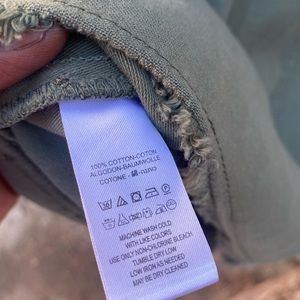 100% COTTON-COTON
ALGODON-BAUMWOLLE
COTONE -
MACHINE WASH COLD
WITH LIKE COLORS
USE ONLY NON-CHLORINE BLEACH
TUMBLE DRY LOW
LOW IRON AS NEEDED
MAY BE DRY CLEANED